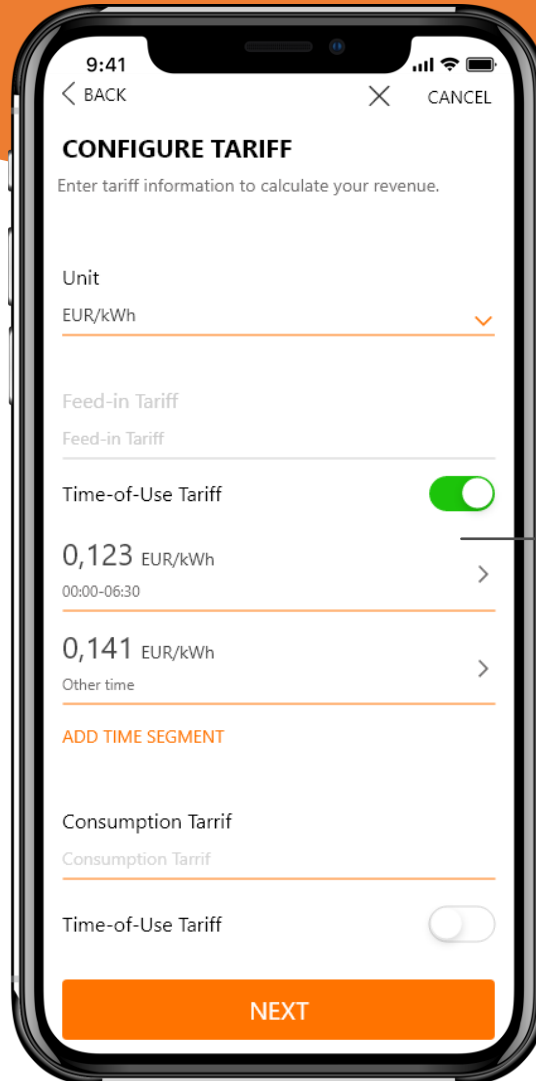 9:41
BACK
CANCEL
CONFIGURE TARIFF
Enter tariff information to calculate your revenue.
Unit
EUR/kWh
Feed-in Tariff
Feed-in Tariff
Time-of-Use Tariff
0,123 EUR/kWh
00:00-06:30
0,141 EUR/kWh
Other time
ADD TIME SEGMENT
Consumption Tarrif
Consumption Tarrif
Time-of-Use Tariff
NEXT